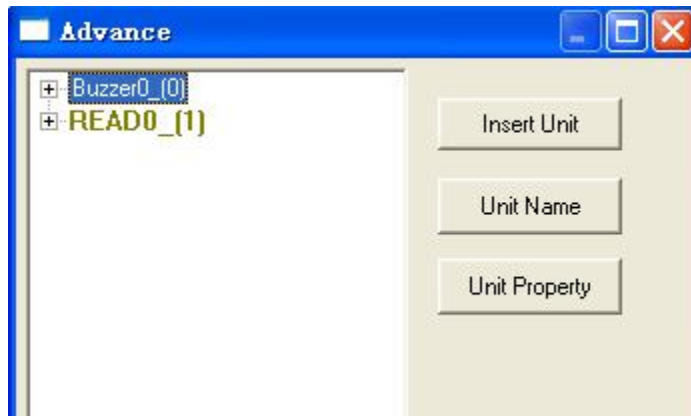 Advance
Buzzer0_(0)
READ0_(1)
Insert Unit
Unit Name
Unit Property